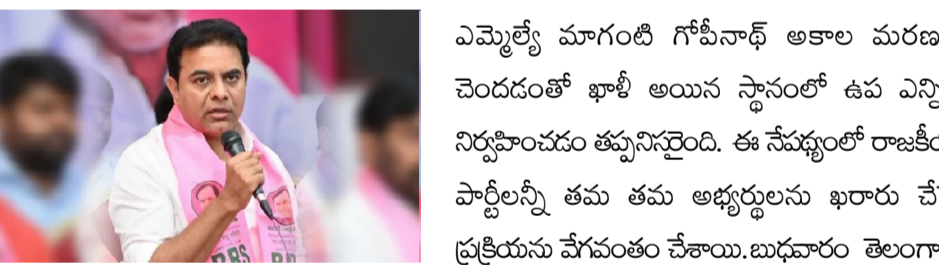 ఎమ్మెల్యే మాగంటి గోపీనాథ్ అకాల మరణ
చెందడంతో ఖాళీ అయిన స్థానంలో ఉప ఎన్ని
నిర్వహించడం తప్పనిసరైంది. ఈ నేపథ్యంలో రాజకీ
పార్టీలన్నీ తమ తమ అభ్యర్థులను ఖరారు చే
ప్రక్రియను వేగవంతం చేశాయి.బుధవారం తెలంగా
BRS